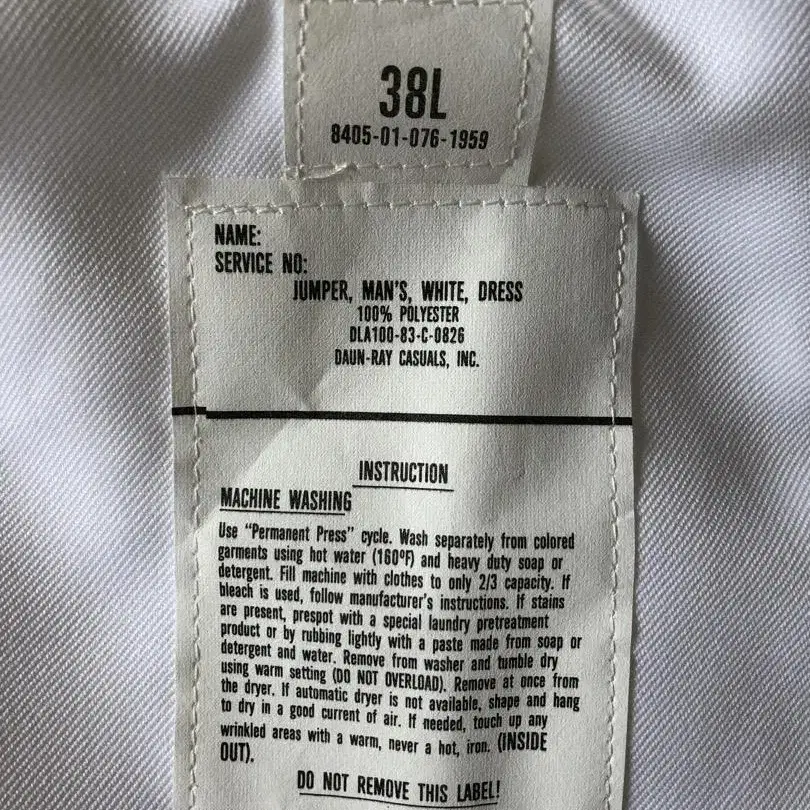 38L
8405-01-076-1959
NAME:
SERVICE NO:
JUMPER, MAN'S, WHITE, DRESS
100% POLYESTER
DLA100-83-C-0826
DAUN-RAY CASUALS, INC.
INSTRUCTION
MACHINE WASHING
Use "Permanent Press" cycle. Wash separately from colored
garments using hot water (160ºF) and heavy duty soap or
detergent. Fill machine with clothes to only 2/3 capacity. If
bleach is used, follow manufacturer's instructions. If stains
are present, prespot with a special laundry pretreatment
product or by rubbing lightly with a paste made from soap or
detergent and water. Remove from washer and tumble dry
using warm setting (DO NOT OVERLOAD). Remove at once from
the dryer. If automatic dryer is not available, shape and hang
to dry in a good current of air. If needed, touch up any
wrinkled areas with a warm, never a hot, iron. (INSIDE
OUT).
DO NOT REMOVE THIS LABEL!